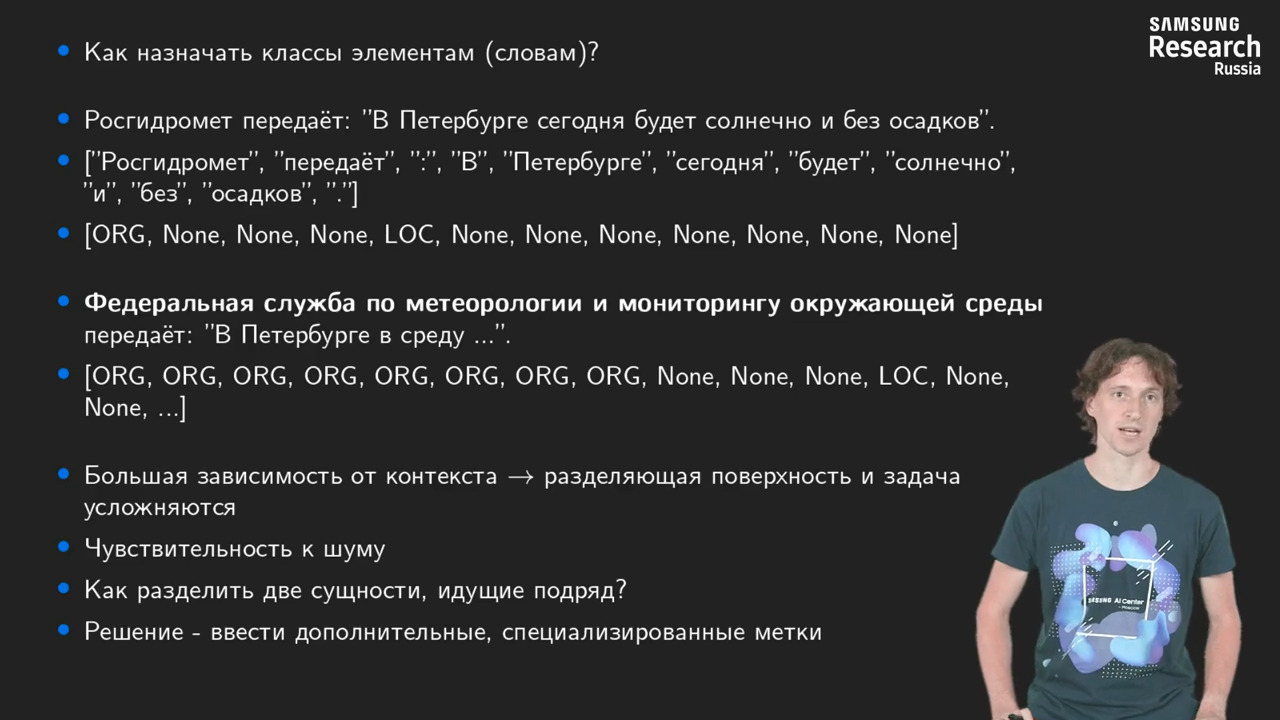 SAMSUNG
Research
Russia
Как назначать классы элементам (словам)?
Росгидромет передаёт: ”В Петербурге сегодня будет солнечно и без осадков”.
[”Росгидромет”, ”передаёт”, ”:”, ”В”, ”Петербурге”, ”сегодня”, ”будет”, ”солнечно”,
”и”, ”без”, ”осадков”, ”.”]
[ORG, None, None, None, LOC, None, None, None, None, None, None, None]
Федеральная служба по метеорологии и мониторингу окружающей среды
передаёт: ”В Петербурге в среду ...”.
[ORG, ORG, ORG, ORG, ORG, ORG, ORG, ORG, None, None, None, LOC, None,
None, ...]
Большая зависимость от контекста → разделяющая поверхность и задача
усложняются
Чувствительность к шуму
Как разделить две сущности, идущие подряд?
Решение - ввести дополнительные, специализированные метки
SAMSUNG AI Center
- Moscow